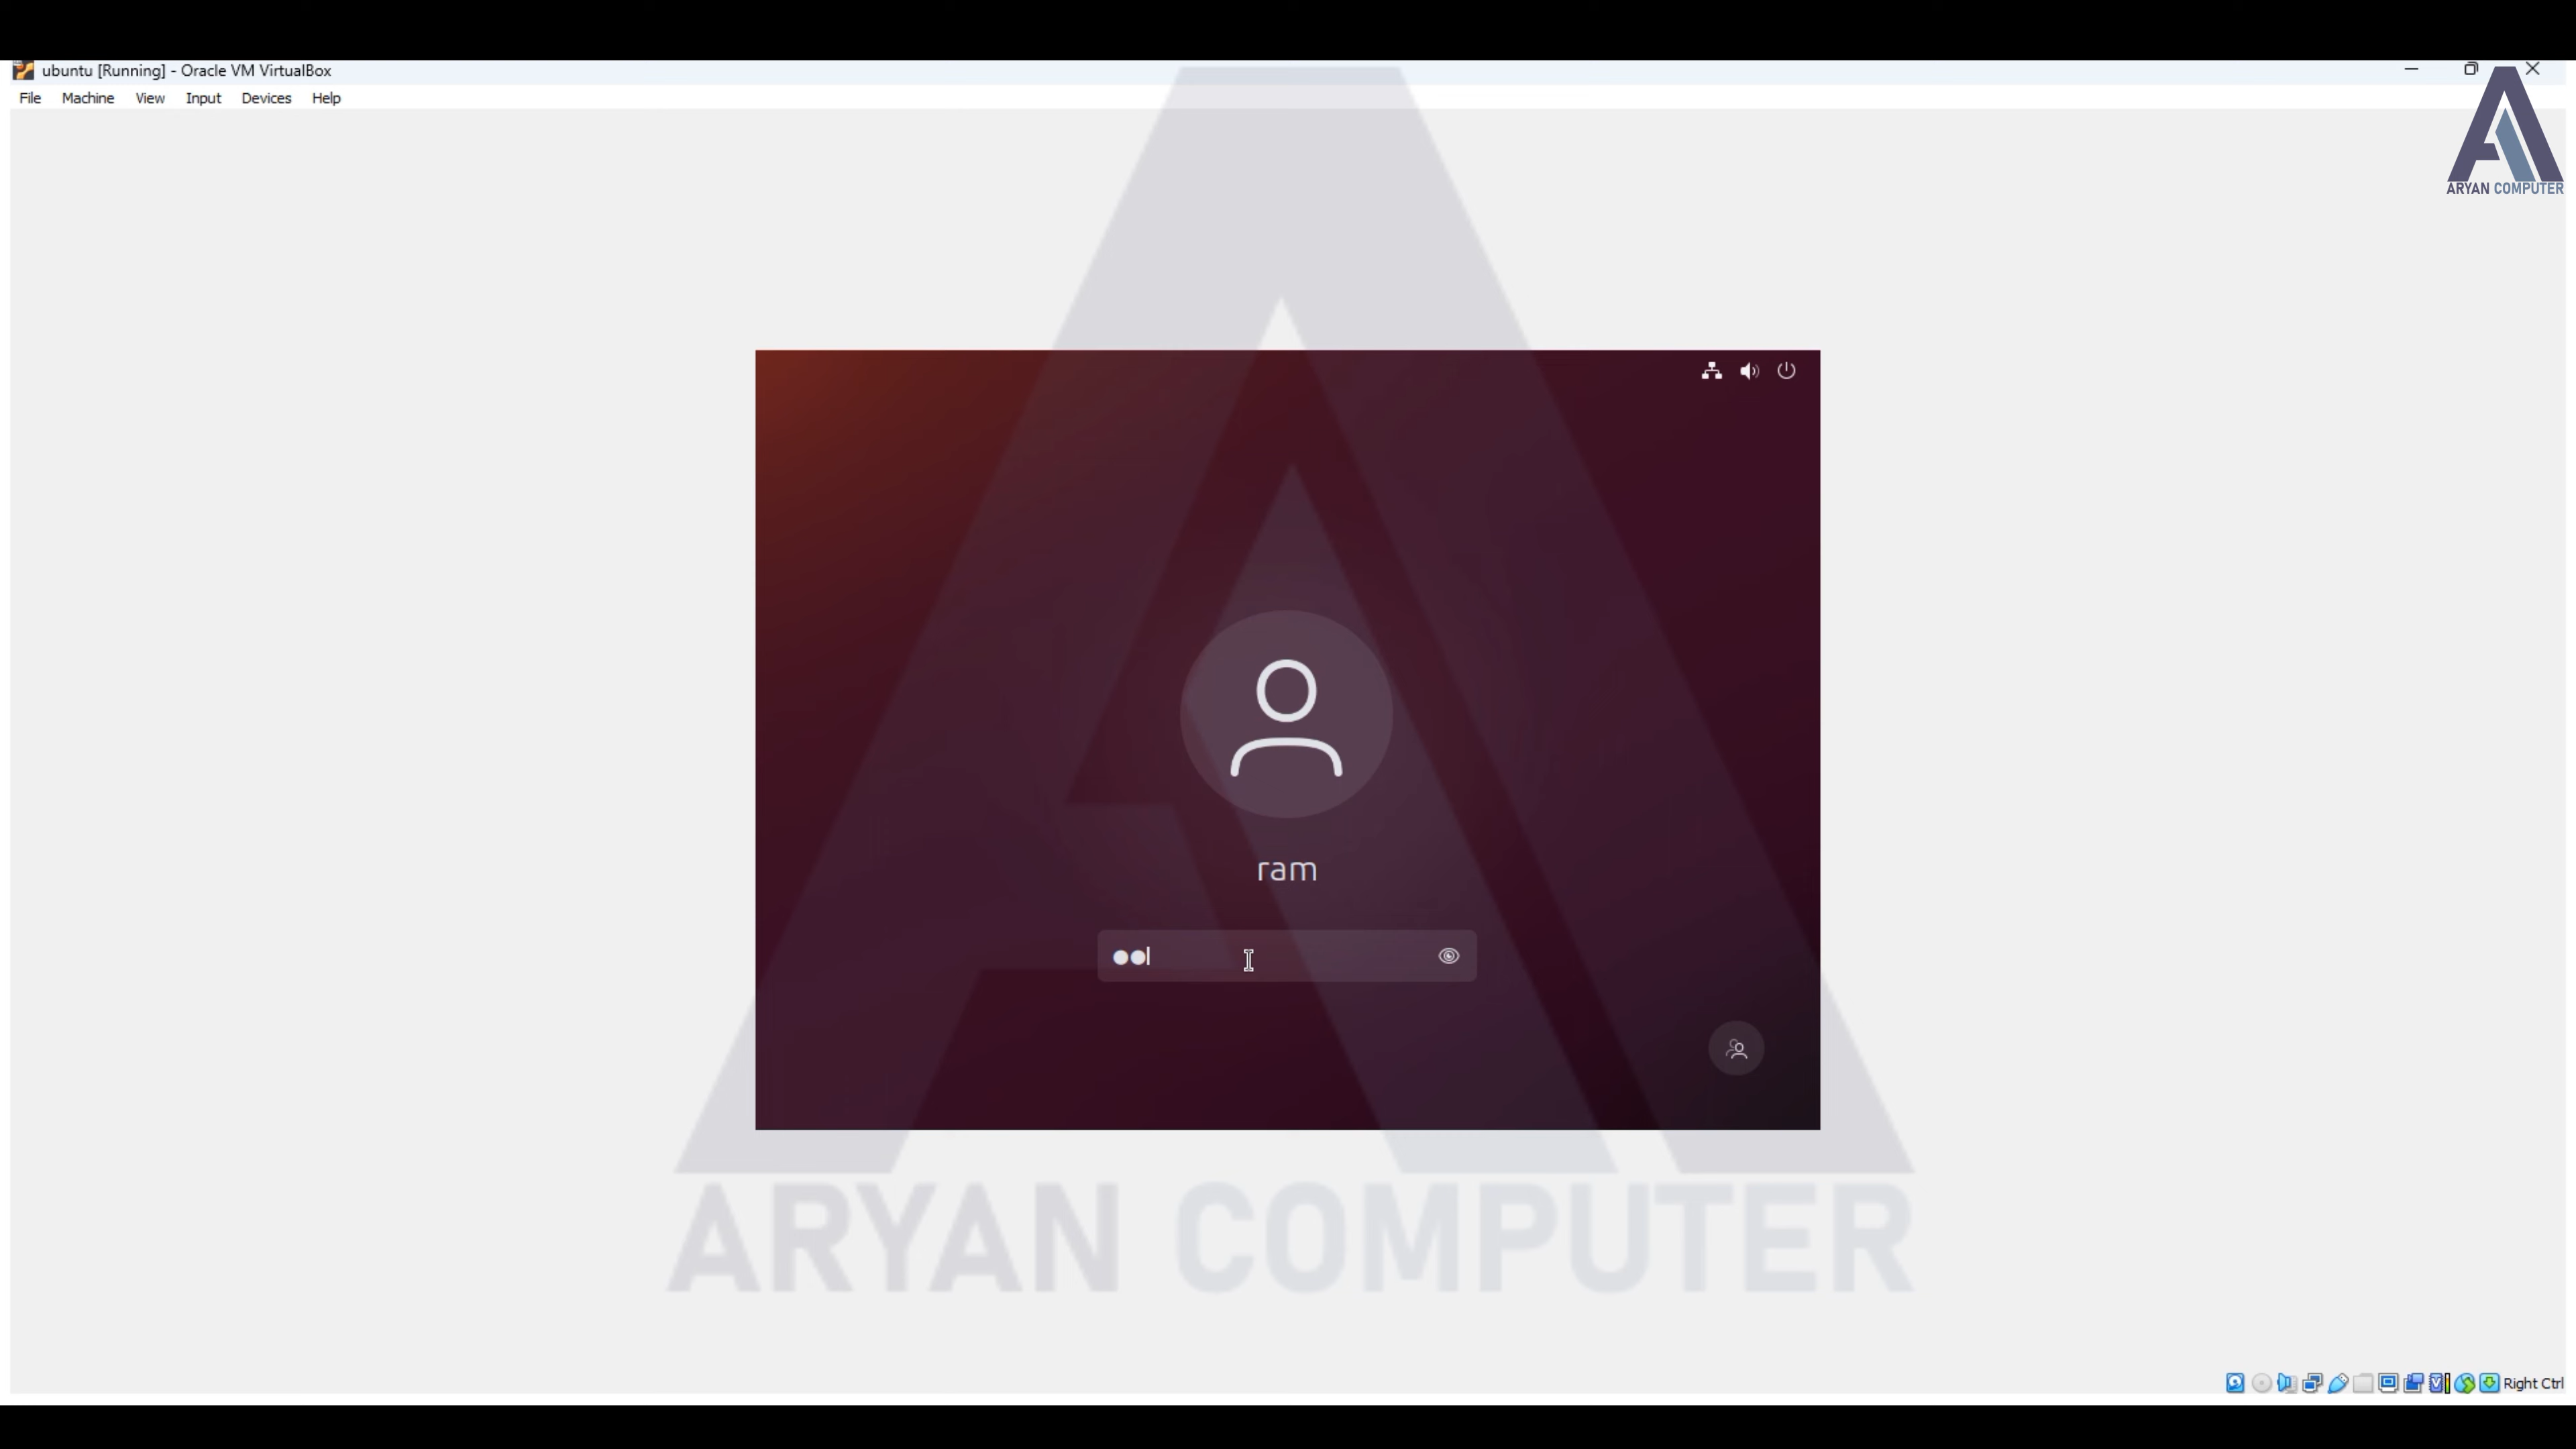 ubuntu [Running] - Oracle VM VirtualBox
File Machine View Input Devices Help
ARYAN COMPUTER
ram
ARYAN COMPUTER
Right Ctrl